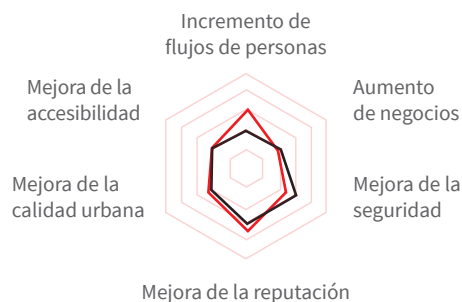 Incremento de
flujos de personas
Mejora de la
accesibilidad
Aumento
de negocios
Mejora de la
calidad urbana
Mejora de la
seguridad
Mejora de la reputación